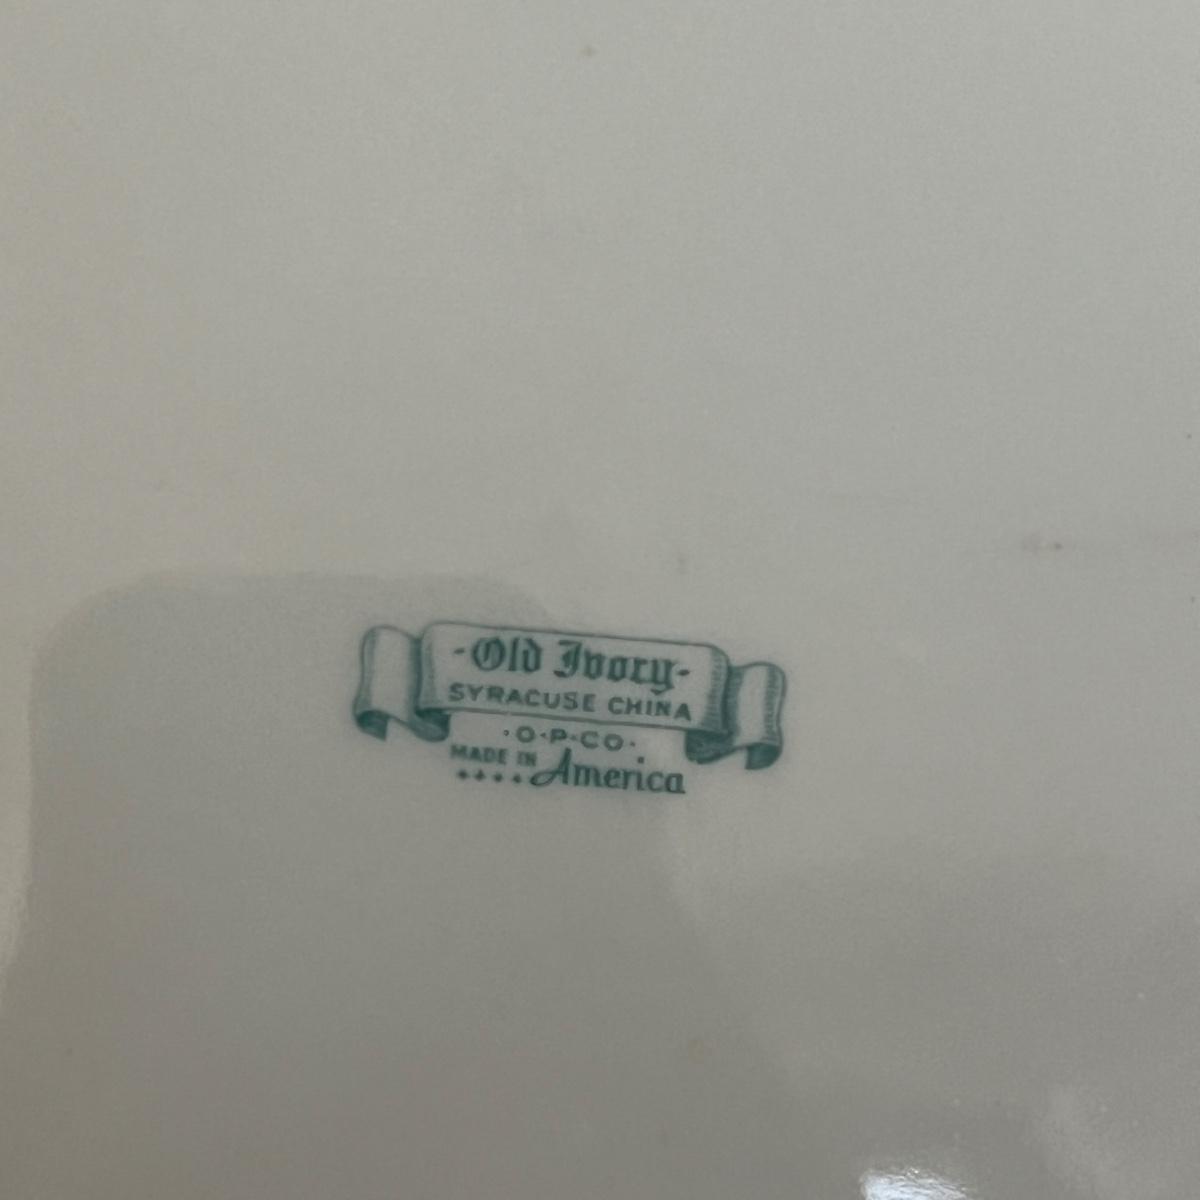 -Old Ivory-
SYRACUSE CHINA
·O·P·CO·
MADE IN America